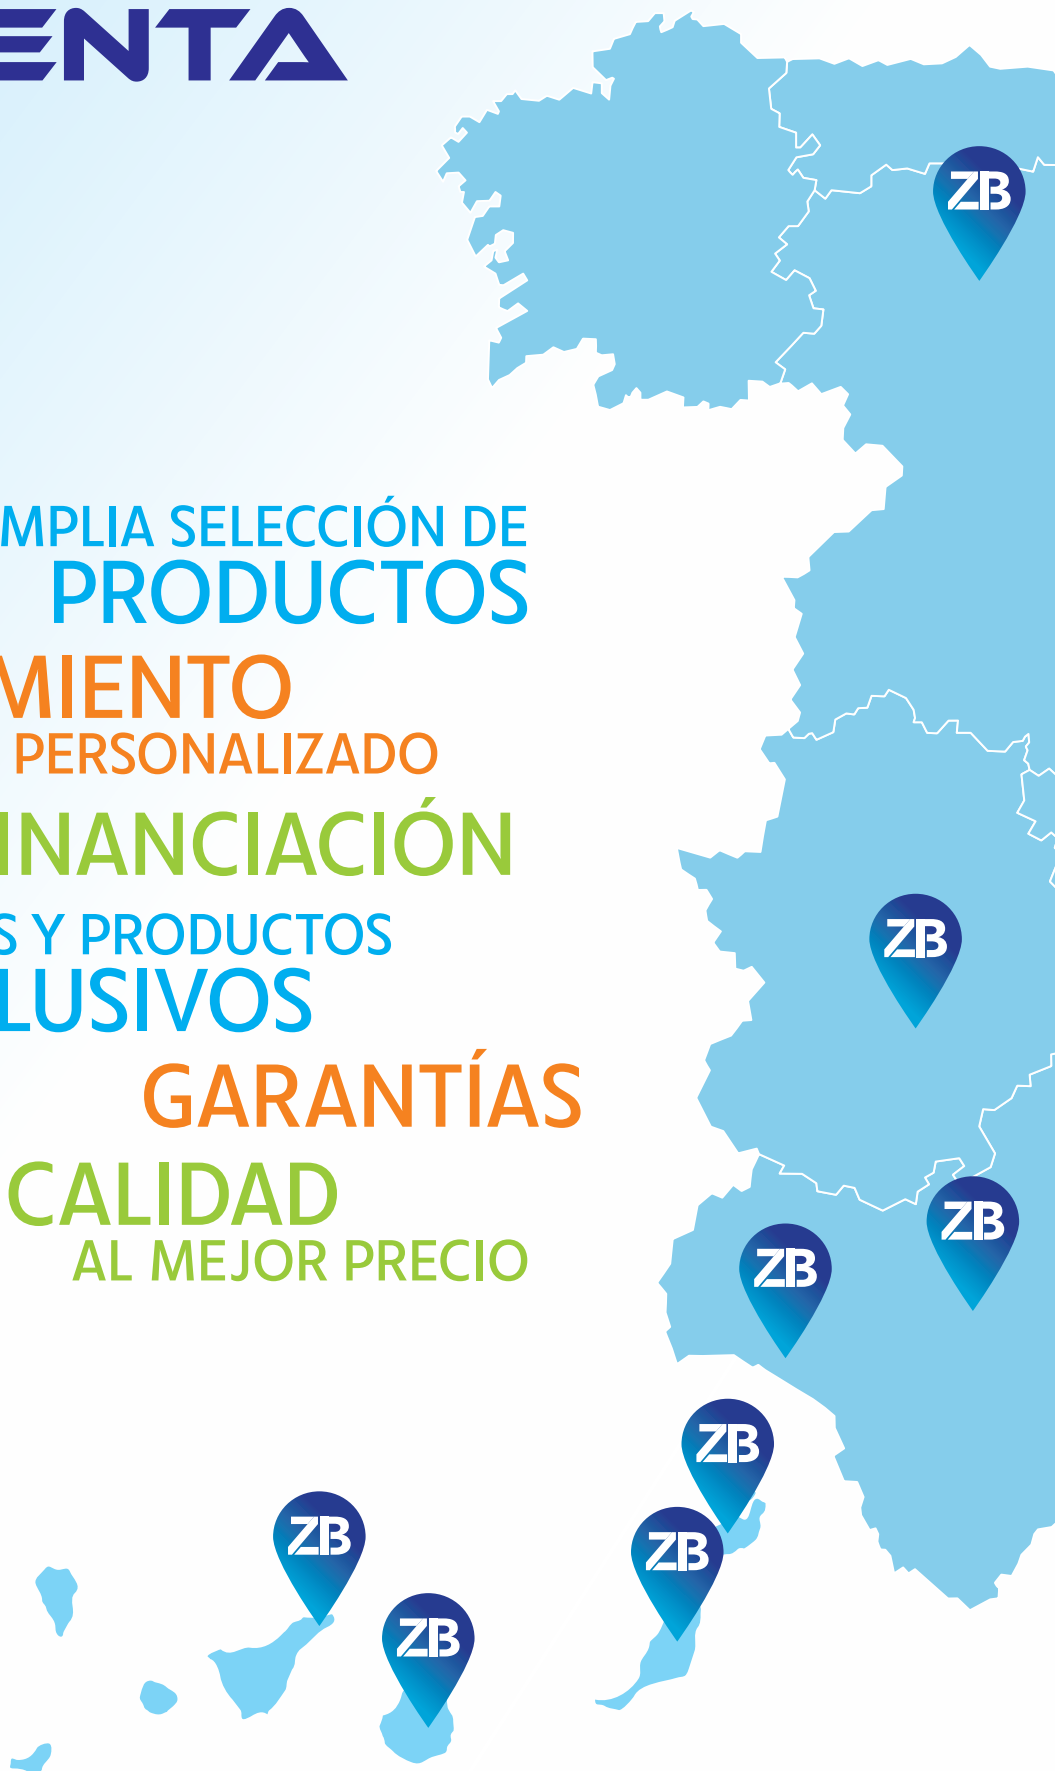 ENTA
MPLIA SELECCIÓN DE
PRODUCTOS
MIENTO
PERSONALIZADO
INANCIACIÓN
S Y PRODUCTOS
LUSIVOS
GARANTÍAS
CALIDAD
AL MEJOR PRECIO
ZB
ZB
ZB
ZB
ZB
ZB
ZB
ZB